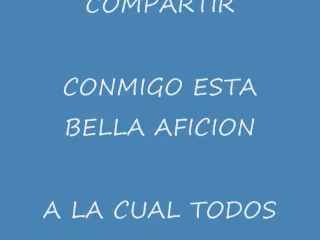 COMPARTIR
CONMIGO ESTA
BELLA AFICION
A LA CUAL TODOS